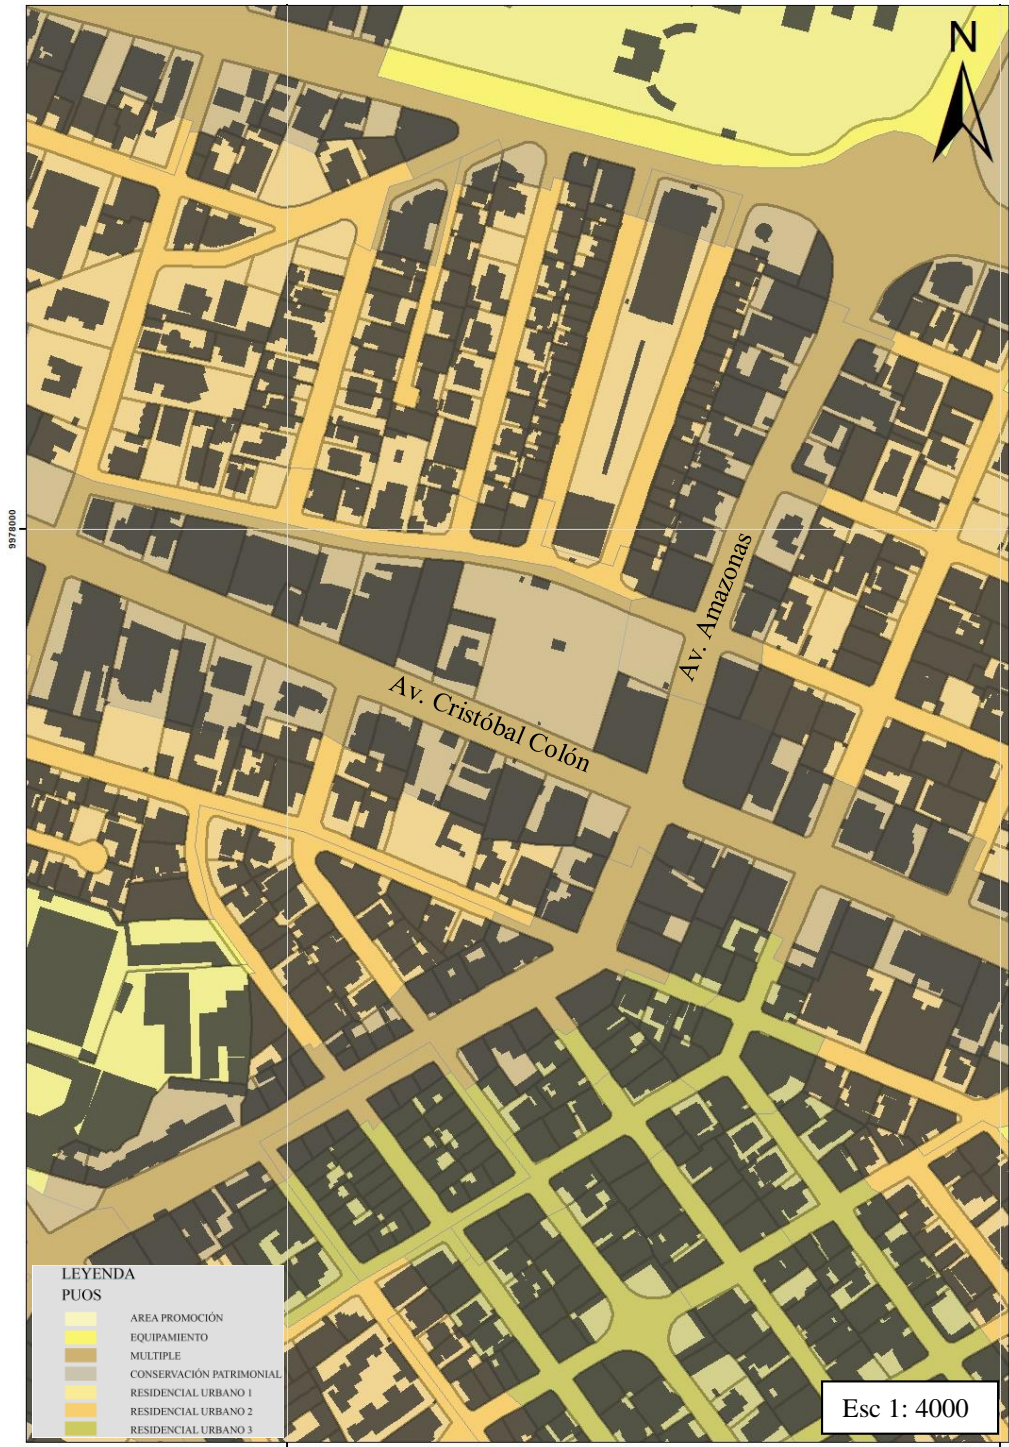 N
9978000
Av. Amazonas
Av. Cristóbal Colón
LEYENDA
PUOS
AREA PROMOCIÓN
EQUIPAMIENTO
MULTIPLE
CONSERVACIÓN PATRIMONIAL
RESIDENCIAL URBANO 1
RESIDENCIAL URBANO 2
RESIDENCIAL URBANO 3
Esc 1: 4000